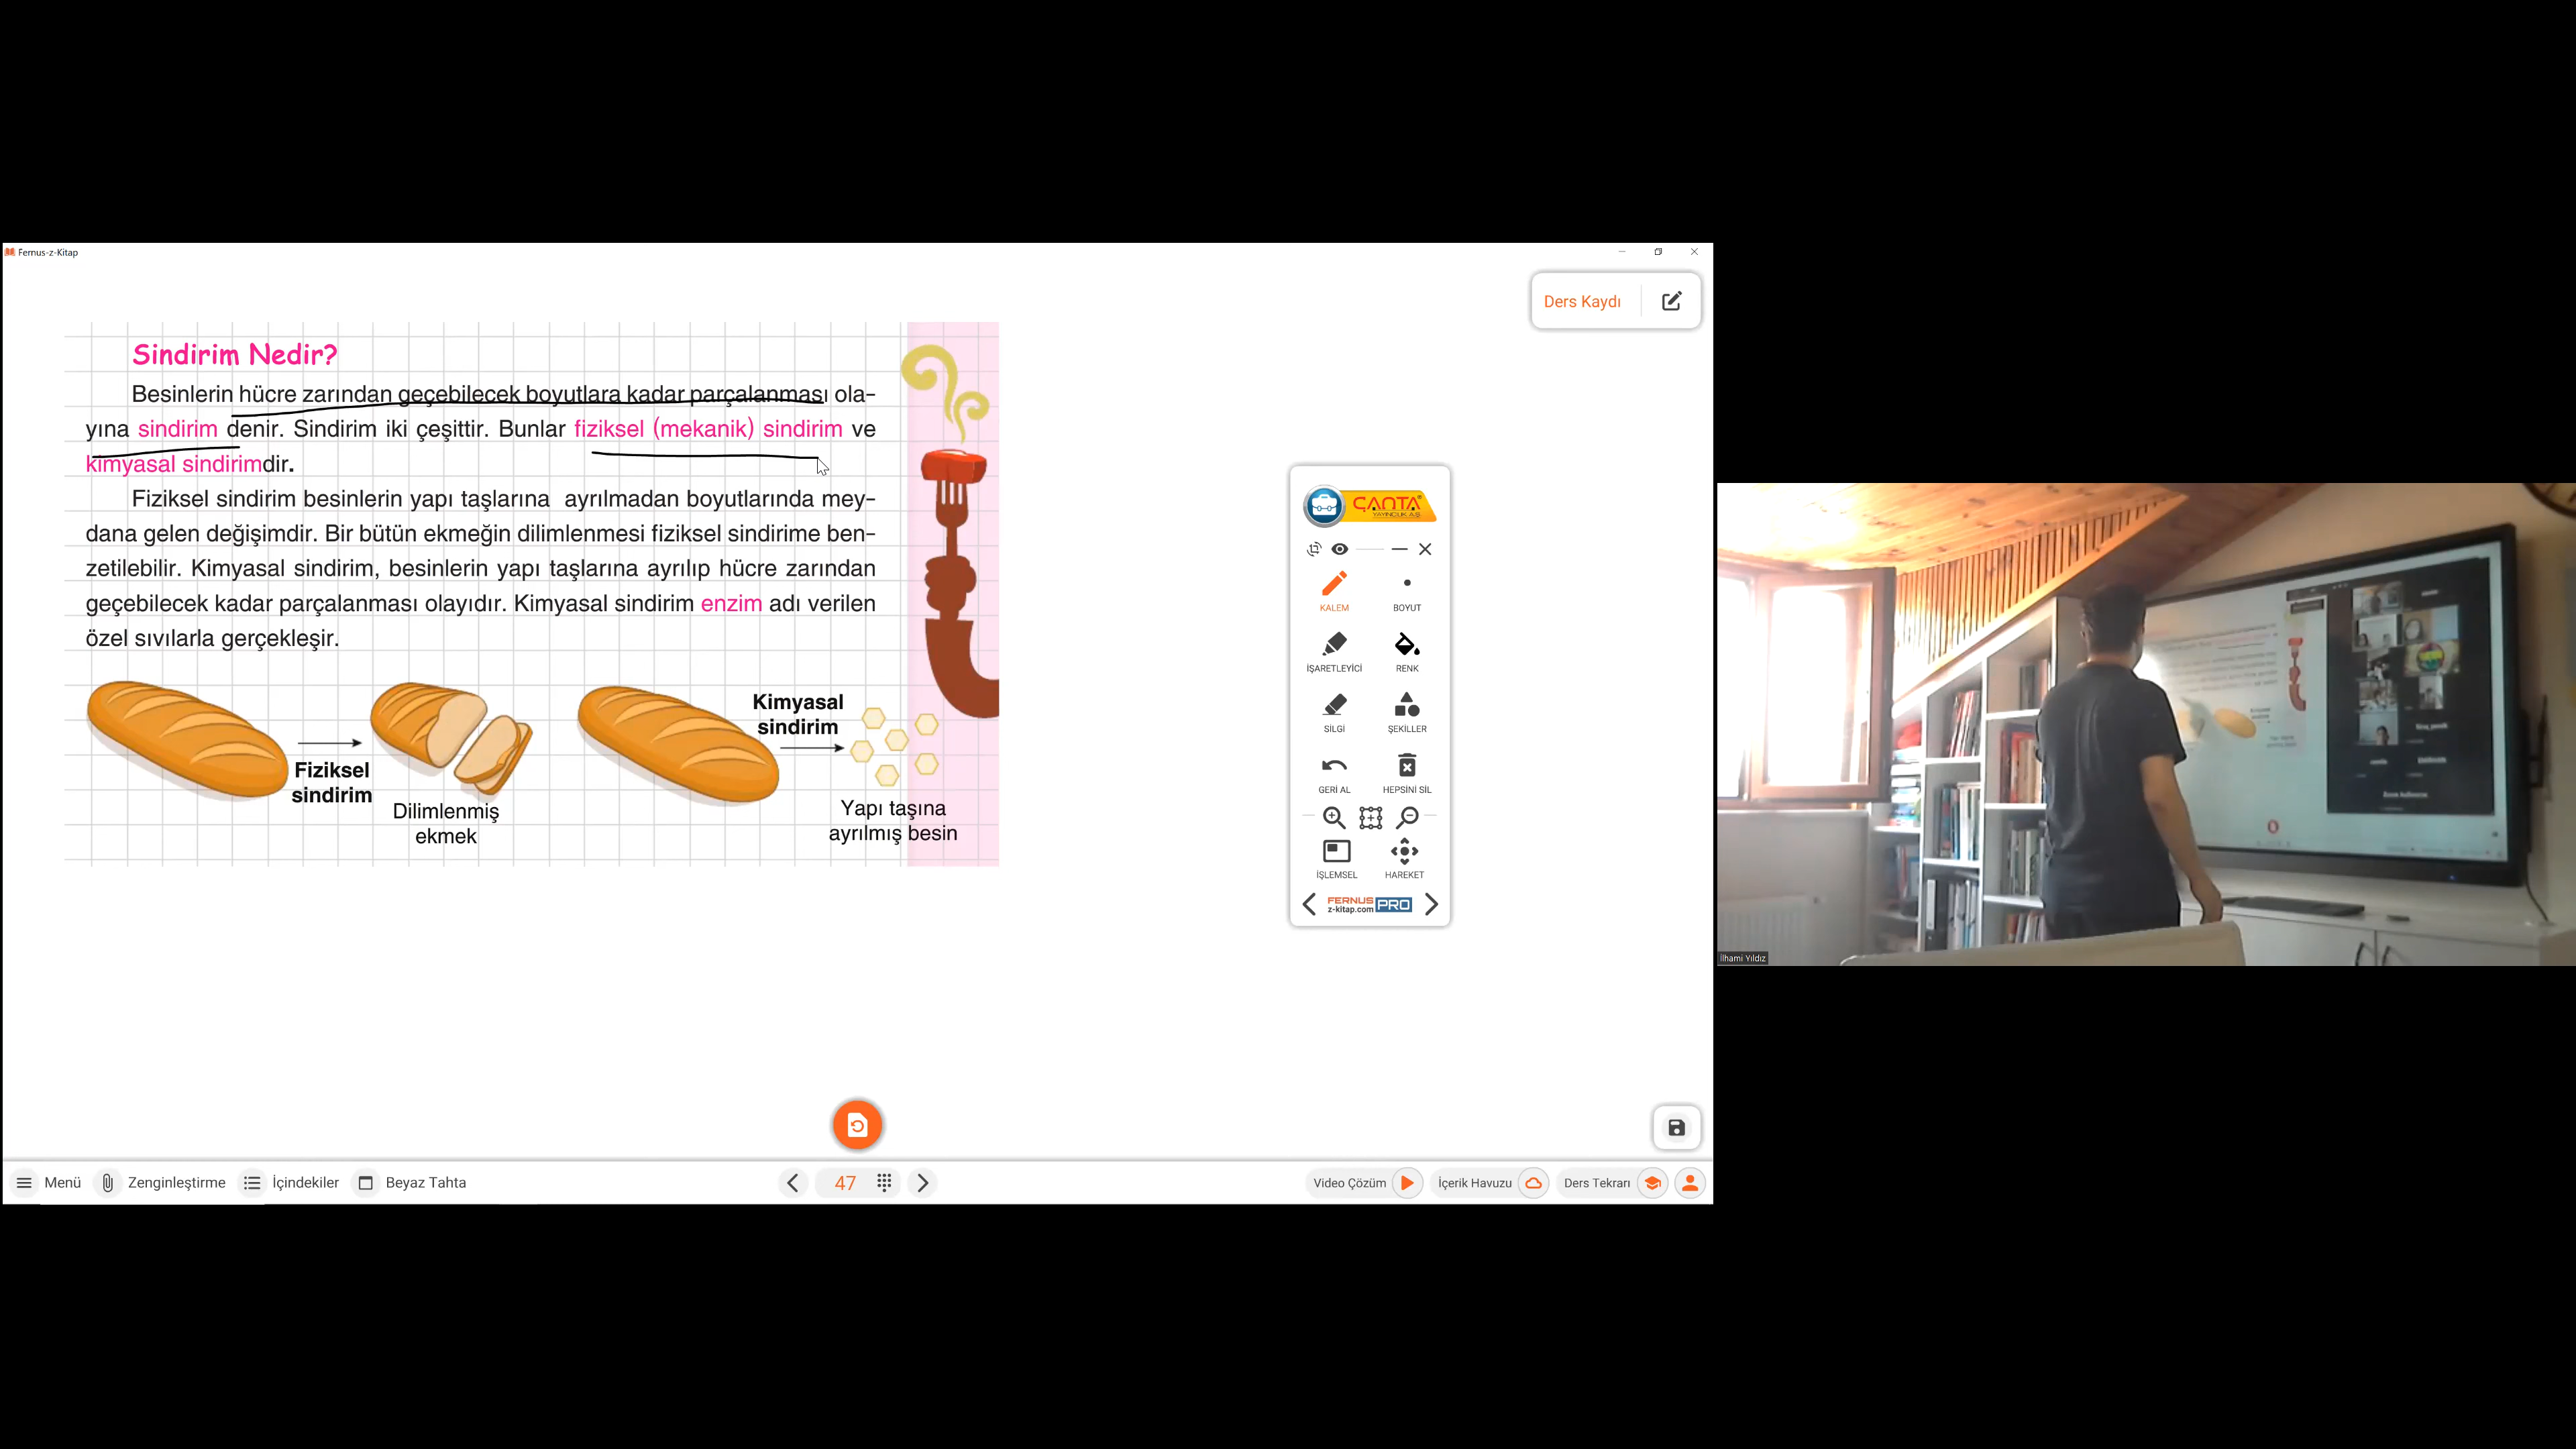 Fernus-z-Kitap
Ders Kaydı
Sindirim Nedir?
Besinlerin hücre zarından geçebilecek boyutlara kadar parçalanması ola-
yına sindirim denir. Sindirim iki çeşittir. Bunlar fiziksel (mekanik) sindirim ve
kimyasal sindirimdir.
Fiziksel sindirim besinlerin yapı taşlarına ayrılmadan boyutlarında mey-
dana gelen değişimdir. Bir bütün ekmeğin dilimlenmesi fiziksel sindirime ben-
zetilebilir. Kimyasal sindirim, besinlerin yapı taşlarına ayrılıp hücre zarından
geçebilecek kadar parçalanması olayıdır. Kimyasal sindirim enzim adı verilen
özel sıvılarla gerçekleşir.
Fiziksel
sindirim
Dilimlenmiş
ekmek
Kimyasal
sindirim
Yapı taşına
ayrılmış besin
ÇANTA
YAYINCILIK A.Ş.
KALEM
BOYUT
İŞARETLEYİCİ
RENK
SİLGİ
ŞEKİLLER
GERİ AL
HEPSİNİ SİL
İŞLEMSEL
HAREKET
FERNUS
z-kitap.com PRO
İlhami Yıldız
Menü
Zenginleştirme
İçindekiler
Beyaz Tahta
47
Video Çözüm
İçerik Havuzu
Ders Tekrarı